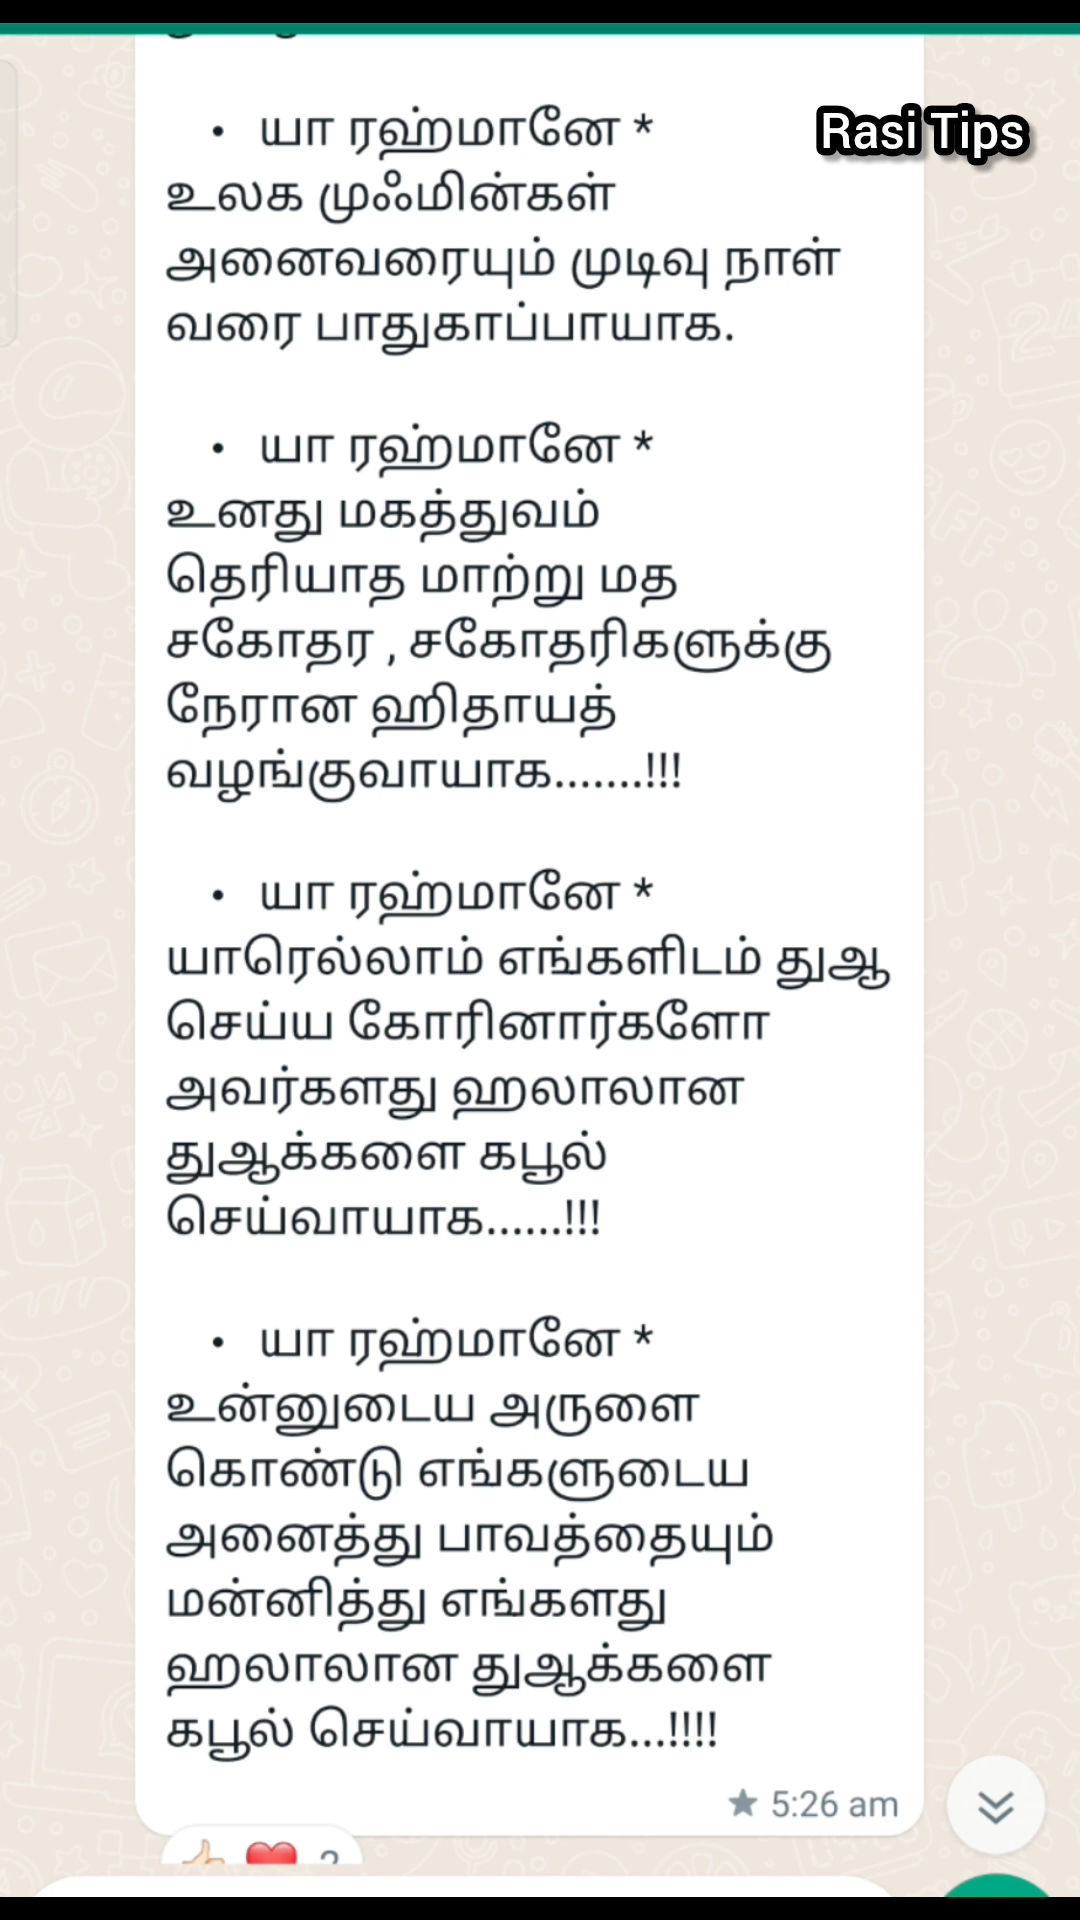 Rasi Tips
• யா ரஹ்மானே *
உலக முஃமின்கள்
அனைவரையும் முடிவு நாள்
வரை பாதுகாப்பாயாக.
• யா ரஹ்மானே *
உனது மகத்துவம்
தெரியாத மாற்று மத
சகோதர , சகோதரிகளுக்கு
நேரான ஹிதாயத்
வழங்குவாயாக.......!!!
• யா ரஹ்மானே *
யாரெல்லாம் எங்களிடம் துஆ
செய்ய கோரினார்களோ
அவர்களது ஹலாலான
துஆக்களை கபூல்
செய்வாயாக......!!!
• யா ரஹ்மானே *
உன்னுடைய அருளை
கொண்டு எங்களுடைய
அனைத்து பாவத்தையும்
மன்னித்து எங்களது
ஹலாலான துஆக்களை
கபூல் செய்வாயாக...!!!!
★ 5:26 am